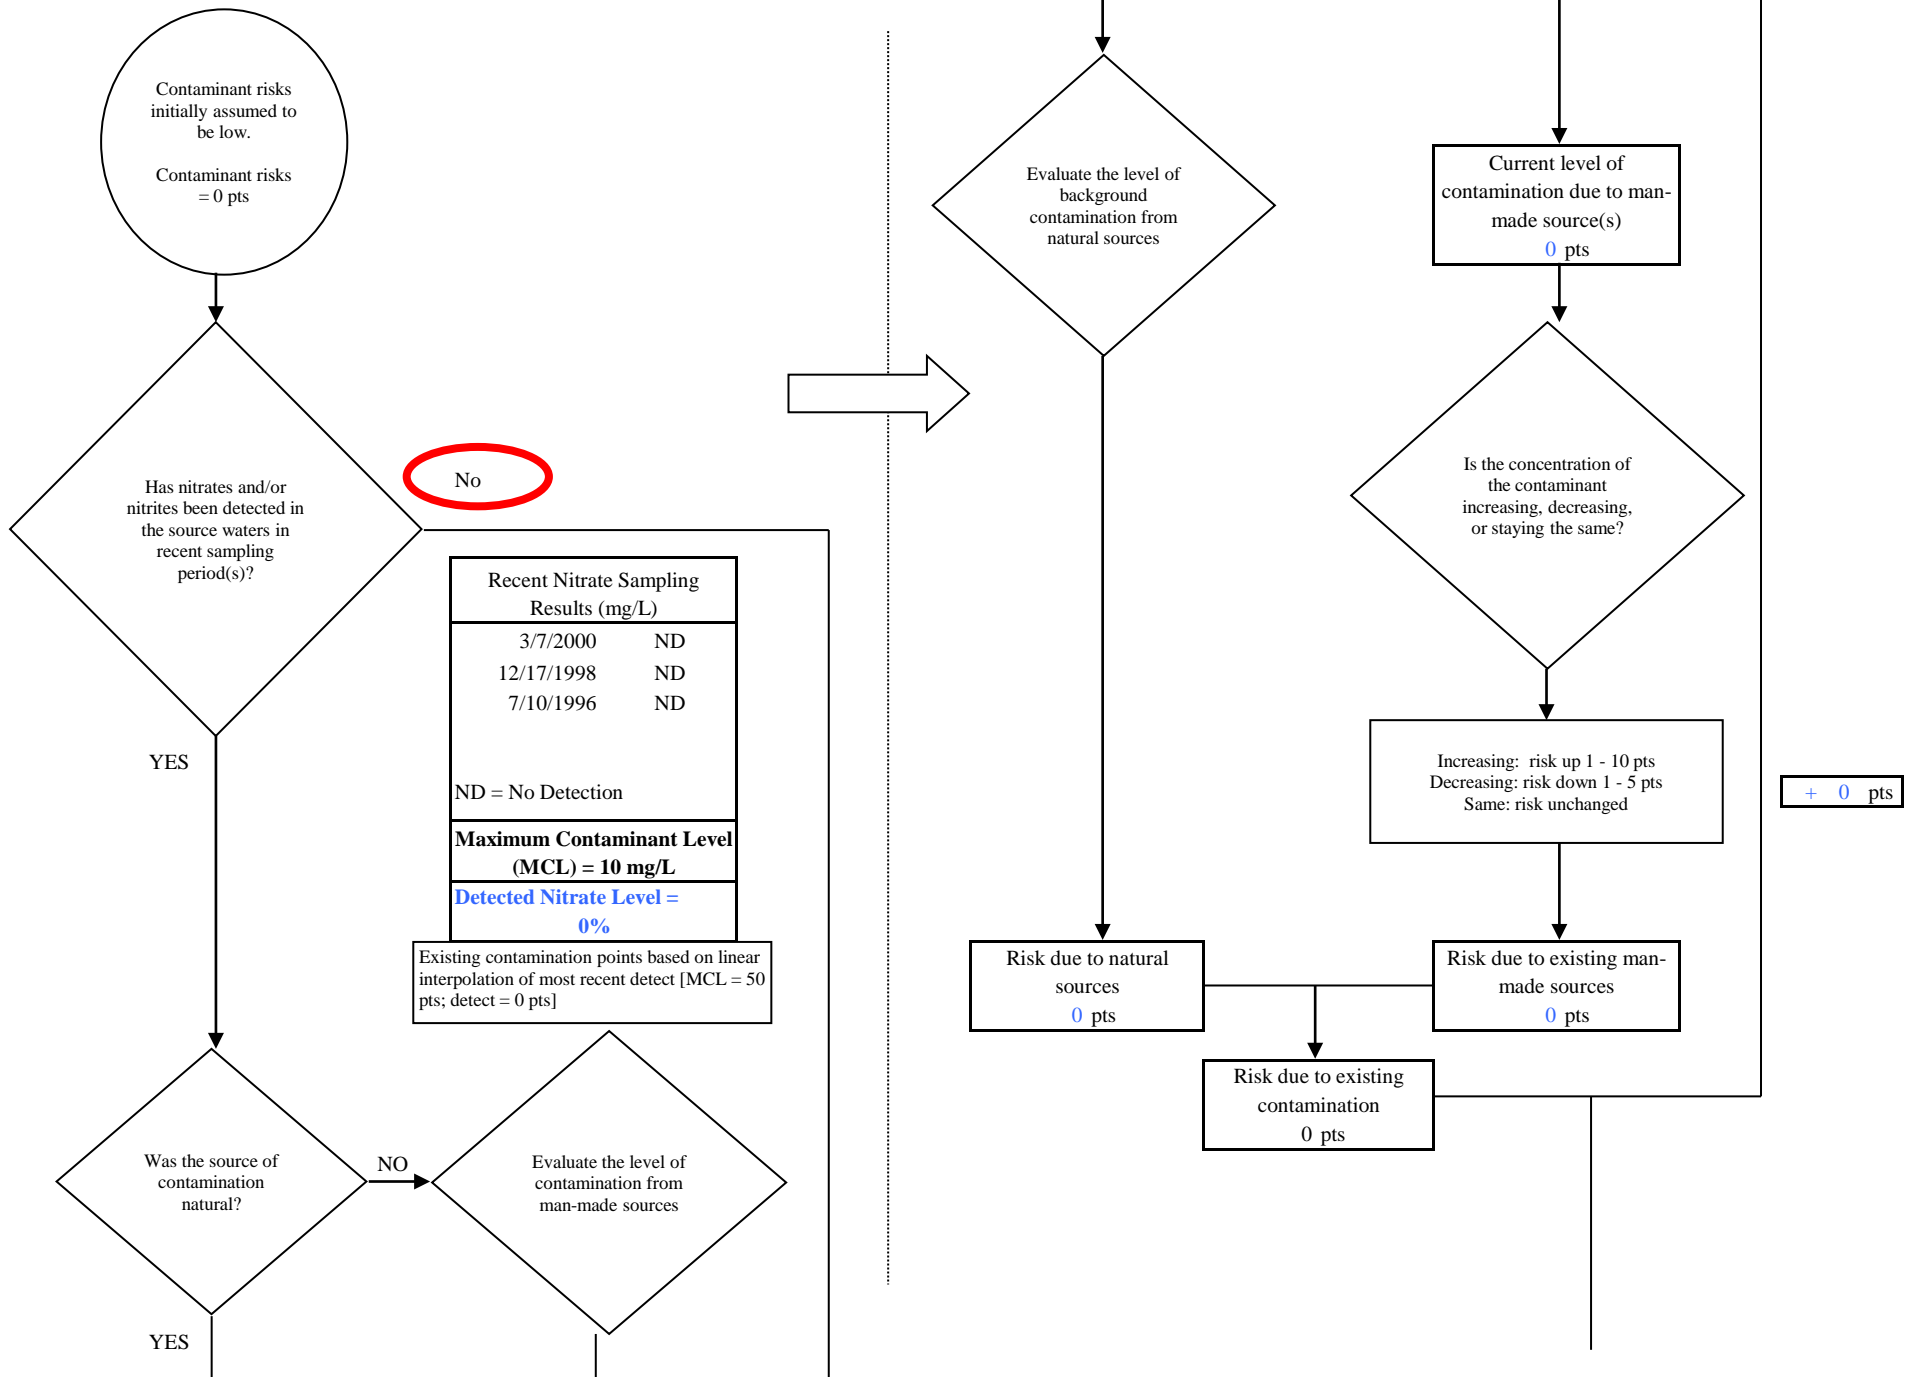 Contaminant risks
initially assumed to
be low.
Contaminant risks
= 0 pts
No
Has nitrates and/or
nitrites been detected in
the source waters in
recent sampling
period(s)?
YES
Recent Nitrate Sampling
Results (mg/L)
3/7/2000 ND
12/17/1998 ND
7/10/1996 ND
ND = No Detection
Maximum Contaminant Level
(MCL) = 10 mg/L
Detected Nitrate Level =
0%
Existing contamination points based on linear
interpolation of most recent detect [MCL = 50
pts; detect = 0 pts]
Was the source of
contamination
natural?
NO
Evaluate the level of
contamination from
man-made sources
YES
Evaluate the level of
background
contamination from
natural sources
Current level of
contamination due to man-
made source(s)
0 pts
Is the concentration of
the contaminant
increasing, decreasing,
or staying the same?
Increasing: risk up 1 - 10 pts
Decreasing: risk down 1 - 5 pts
Same: risk unchanged
+ 0 pts
Risk due to natural
sources
0 pts
Risk due to existing man-
made sources
0 pts
Risk due to existing
contamination
0 pts